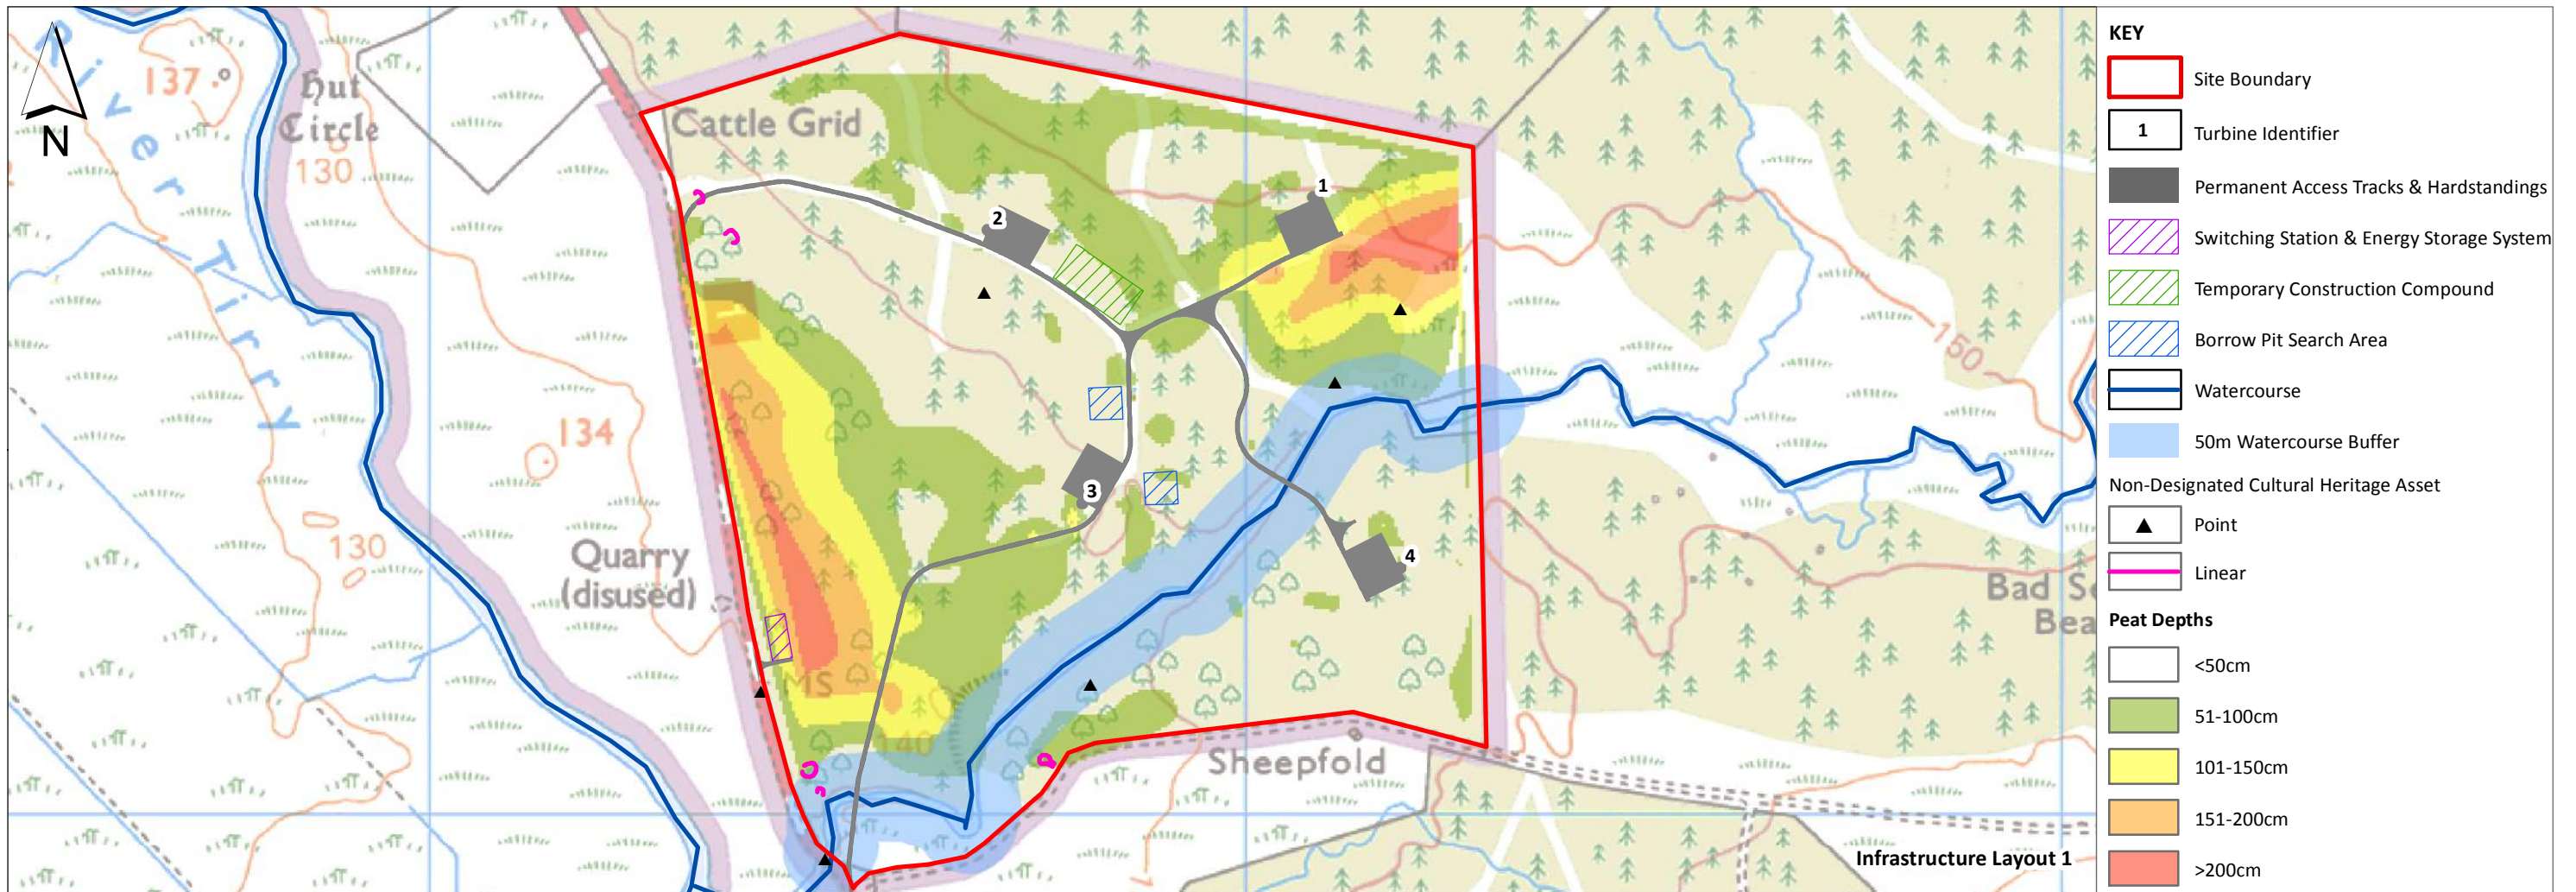 137
Hut
Circle
130
River Tirry
N
Cattle Grid
1
2
134
3
130
Quarry
(disused)
4
MS
140
Sheepfold
150
Infrastructure Layout 1
KEY
Site Boundary
1 Turbine Identifier
Permanent Access Tracks & Hardstandings
Switching Station & Energy Storage System
Temporary Construction Compound
Borrow Pit Search Area
Watercourse
50m Watercourse Buffer
Non-Designated Cultural Heritage Asset
Point
Linear
Peat Depths
<50cm
51-100cm
101-150cm
151-200cm
>200cm